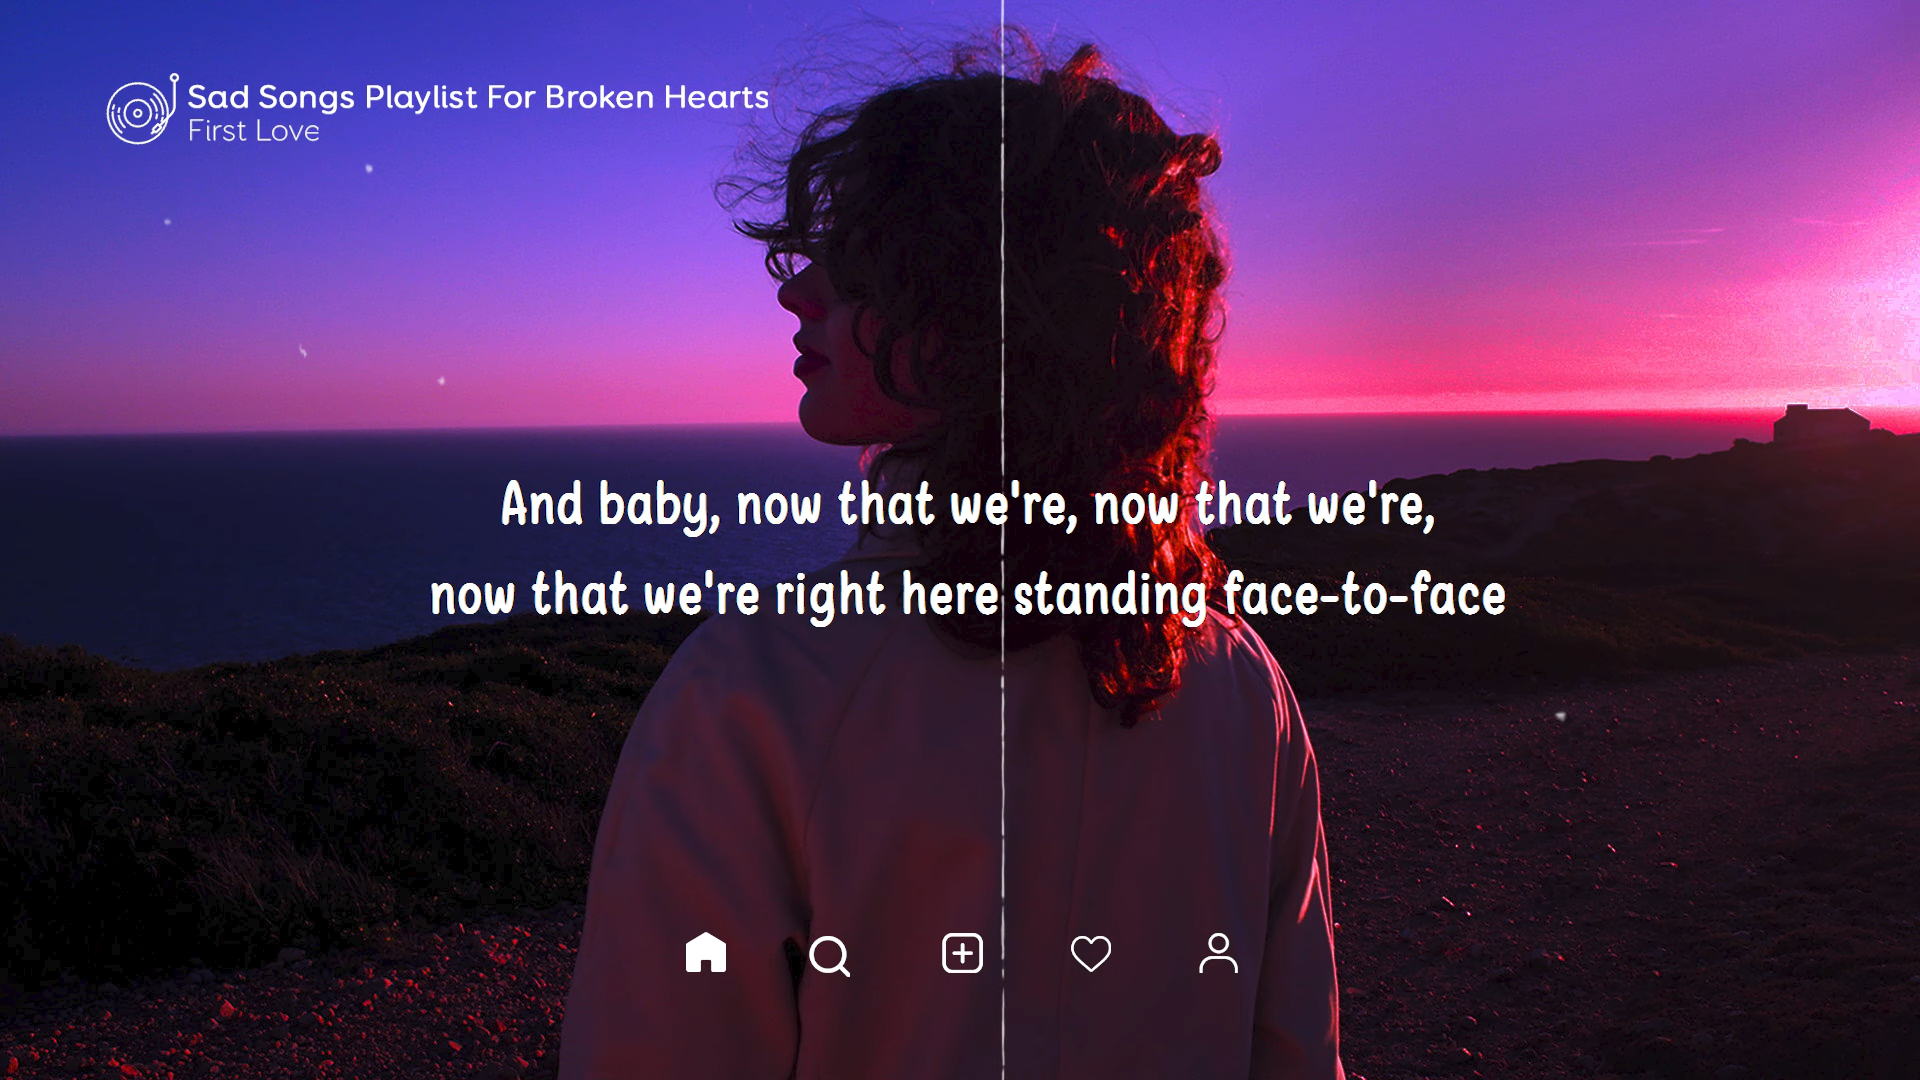 Sad Songs Playlist For Broken Hearts
First Love
And baby, now that we're, now that we're,
now that we're right here standing face-to-face